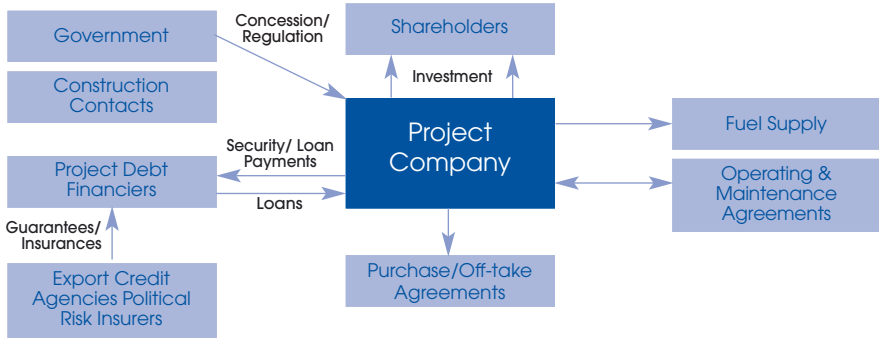 Government
Concession/
Regulation
Shareholders
Construction
Contacts
Investment
Project
Company
Fuel Supply
Security/ Loan
Payments
Project Debt
Financiers
Loans
Operating &
Maintenance
Agreements
Guarantees/
Insurances
Purchase/Off-take
Agreements
Export Credit
Agencies Political
Risk Insurers